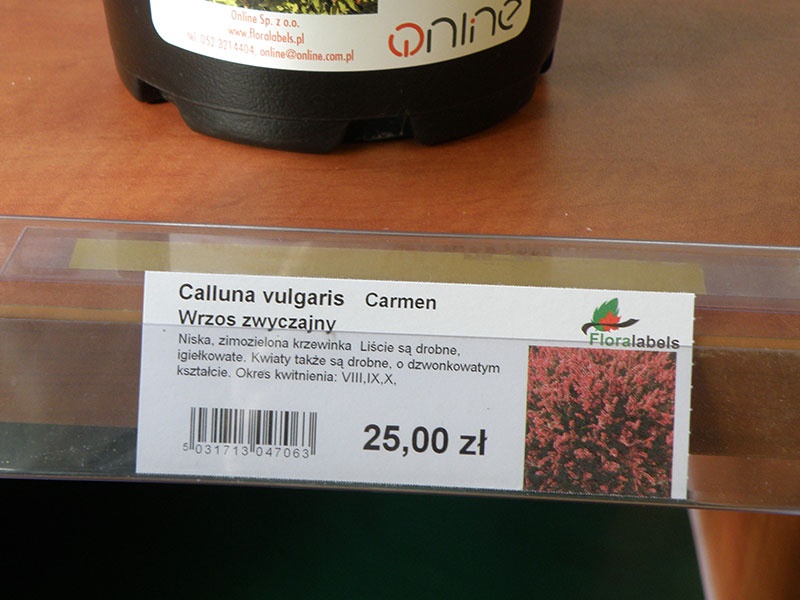 Online Sp. z o.o.
www.floralabels.pl
tel. 052 3214404 online@online.com.pl
online
Calluna vulgaris Carmen
Wrzos zwyczajny
Floralabels
Niska, zimozielona krzewinka Liście są drobne,
igiełkowate. Kwiaty także są drobne, o dzwonkowatym
kształcie. Okres kwitnienia: VIII,IX,X,
5 031713 047063
25,00 zł